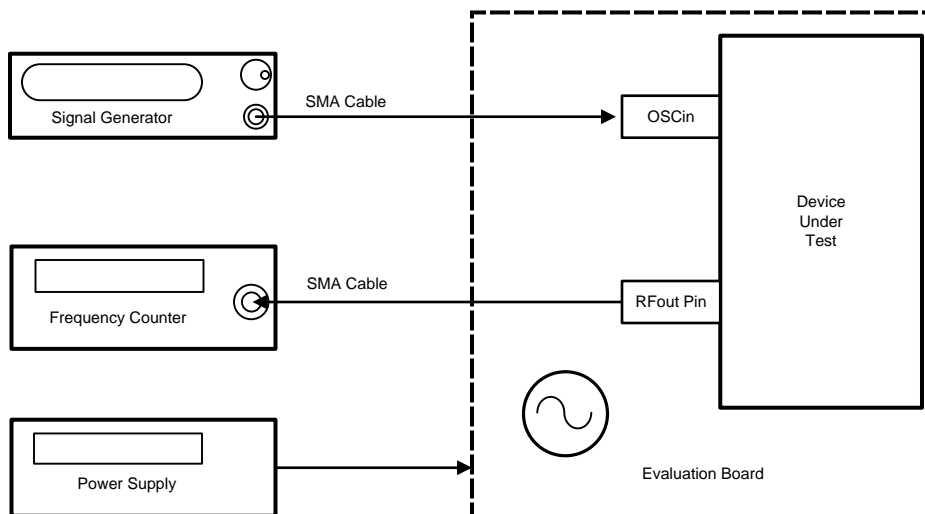 Signal Generator
SMA Cable
OSCin
Device
Under
Test
Frequency Counter
SMA Cable
RFout Pin
Power Supply
Evaluation Board